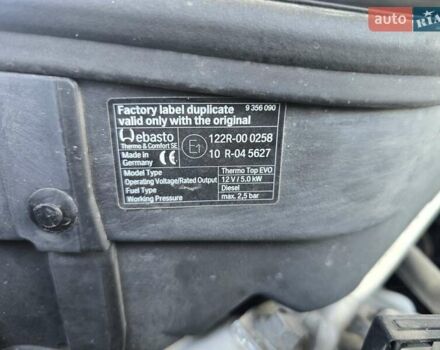 auto RIA
Factory label duplicate 9 356 090
valid only with the original
Webasto
Thermo & Comfort SE
Made in Germany
CE
E1
122R-00 0258
10 R-04 5627
Model Type Thermo Top EVO
Operating Voltage/Rated Output 12 V / 5.0 kW
Fuel Type Diesel
Working Pressure max. 2,5 bar